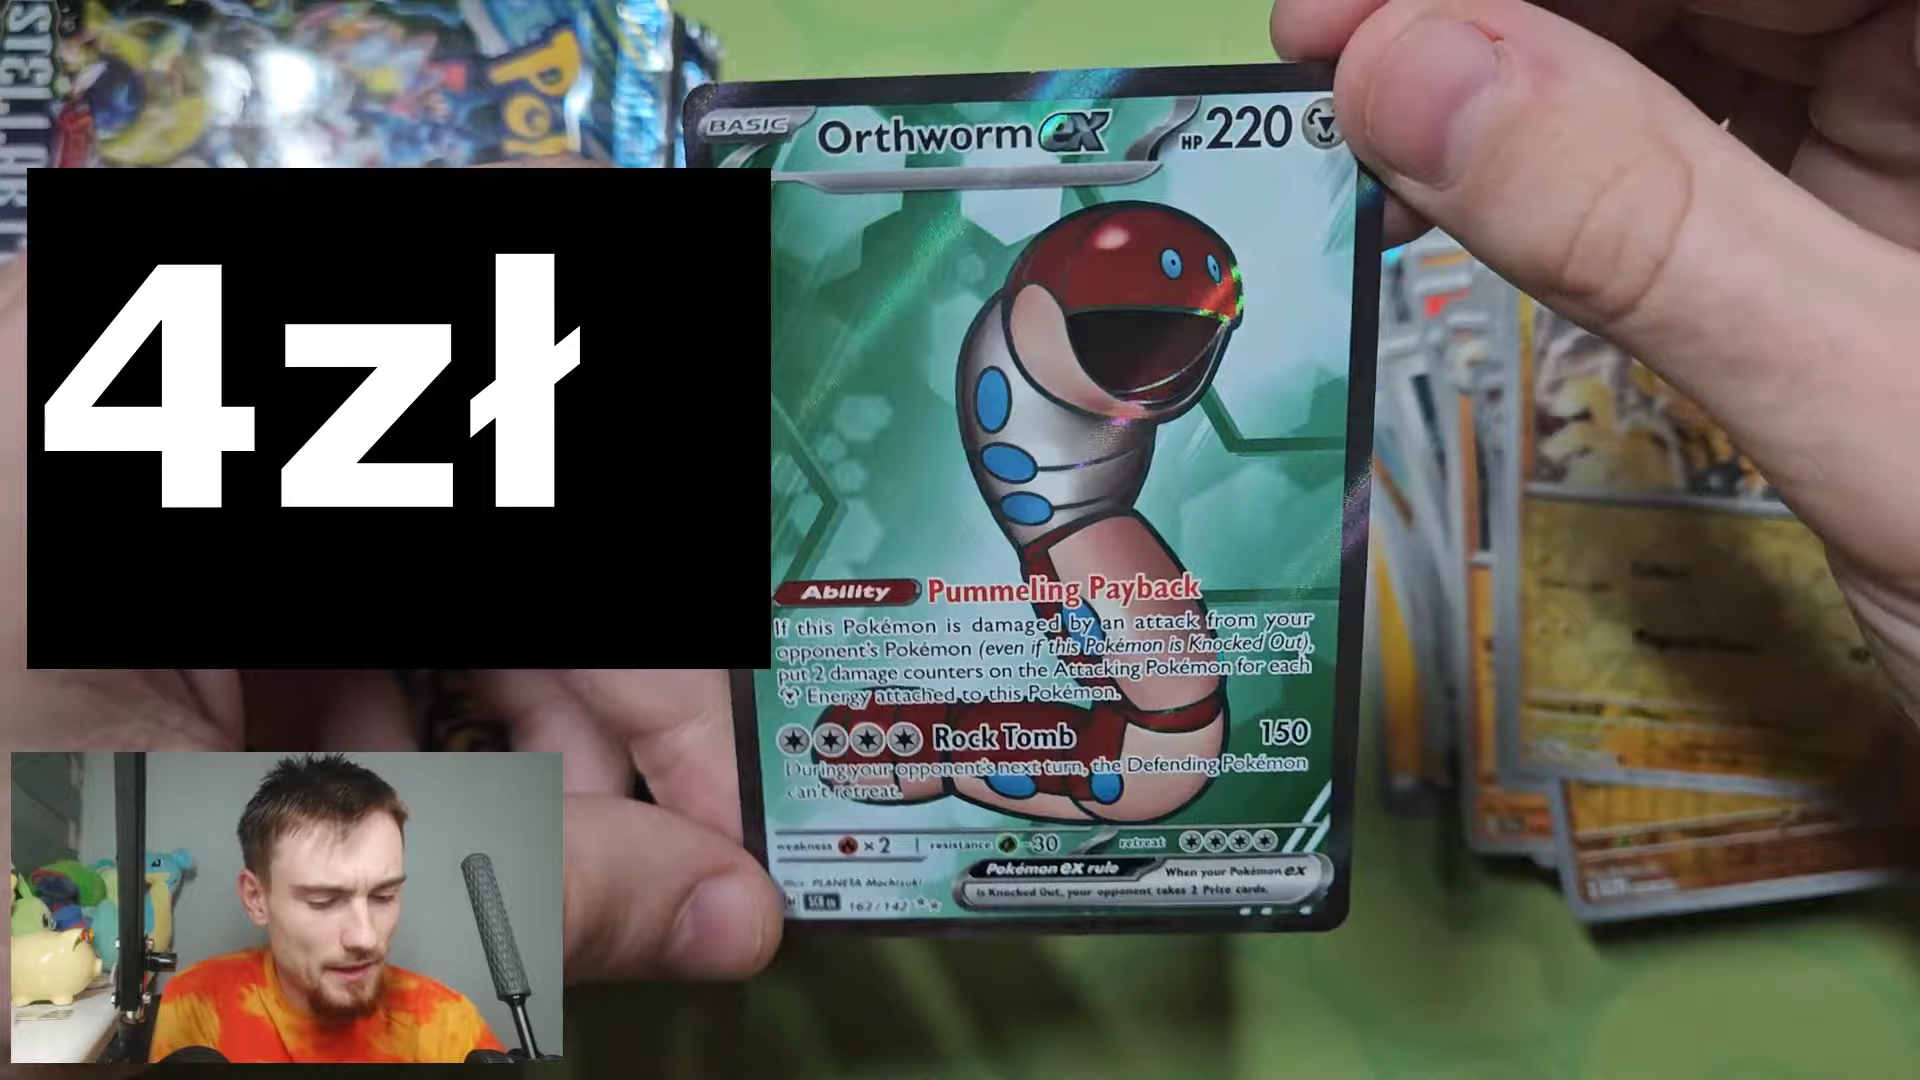 BASIC
Orthworm ex
HP 220
4zł
Ability Pummeling Payback
If this Pokémon is damaged by an attack from your
opponent's Pokémon (even if this Pokémon is Knocked Out),
put 2 damage counters on the Attacking Pokémon for each
Energy attached to this Pokémon.
Rock Tomb 150
During your opponent's next turn, the Defending Pokémon
can't retreat.
weakness ×2 resistance -30 retreat
Pokémon ex rule When your Pokémon ex
is Knocked Out, your opponent takes 2 Prize cards.
Illus. PLANETA Mochizuki
H SCR EN 162/142